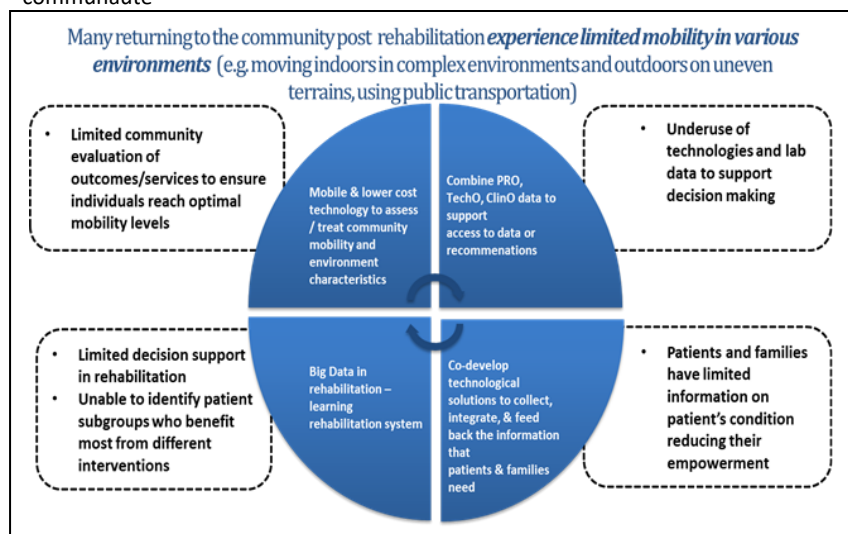 communauté
Many returning to the community post rehabilitation experience limited mobility in various
environments (e.g. moving indoors in complex environments and outdoors on uneven
terrains, using public transportation)
• Limited community
evaluation of
outcomes/services to ensure
individuals reach optimal
mobility levels
Mobile & lower cost
technology to assess
/ treat community
mobility and
environment
characteristics
Combine PRO,
TechO, ClinO data to
support
access to data or
recommenations
• Underuse of
technologies and lab
data to support
decision making
• Limited decision support
in rehabilitation
• Unable to identify patient
subgroups who benefit
most from different
interventions
Big Data in
rehabilitation –
learning
rehabilitation system
Co-develop
technological
solutions to collect,
integrate, & feed
back the information
that
patients & families
need
• Patients and families
have limited
information on
patient's condition
reducing their
empowerment